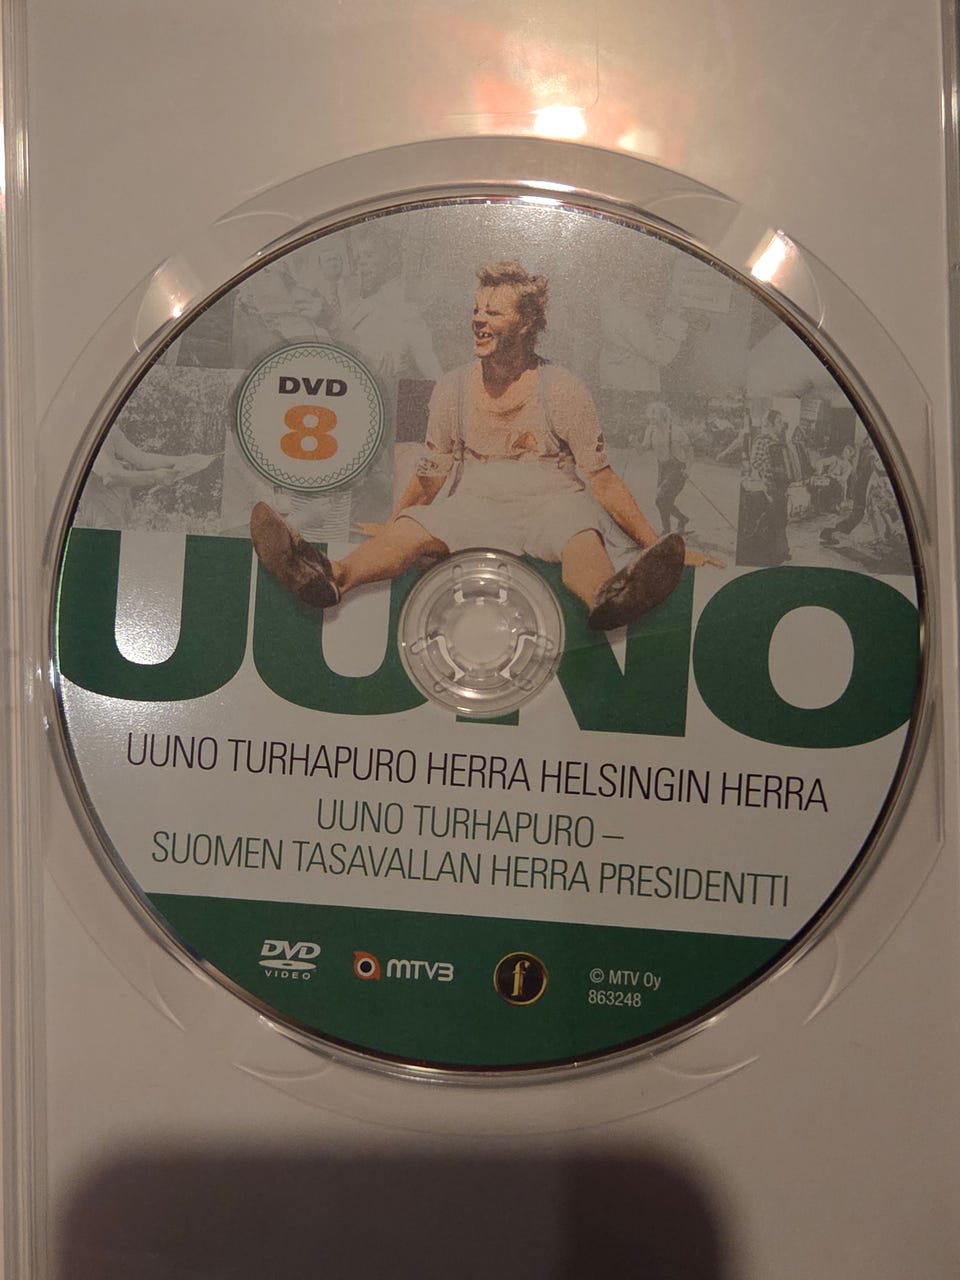 DVD
8
UUNO
UUNO TURHAPURO HERRA HELSINGIN HERRA
UUNO TURHAPURO –
SUOMEN TASAVALLAN HERRA PRESIDENTTI
DVD
VIDEO
MTV3
f
© MTV Oy
863248